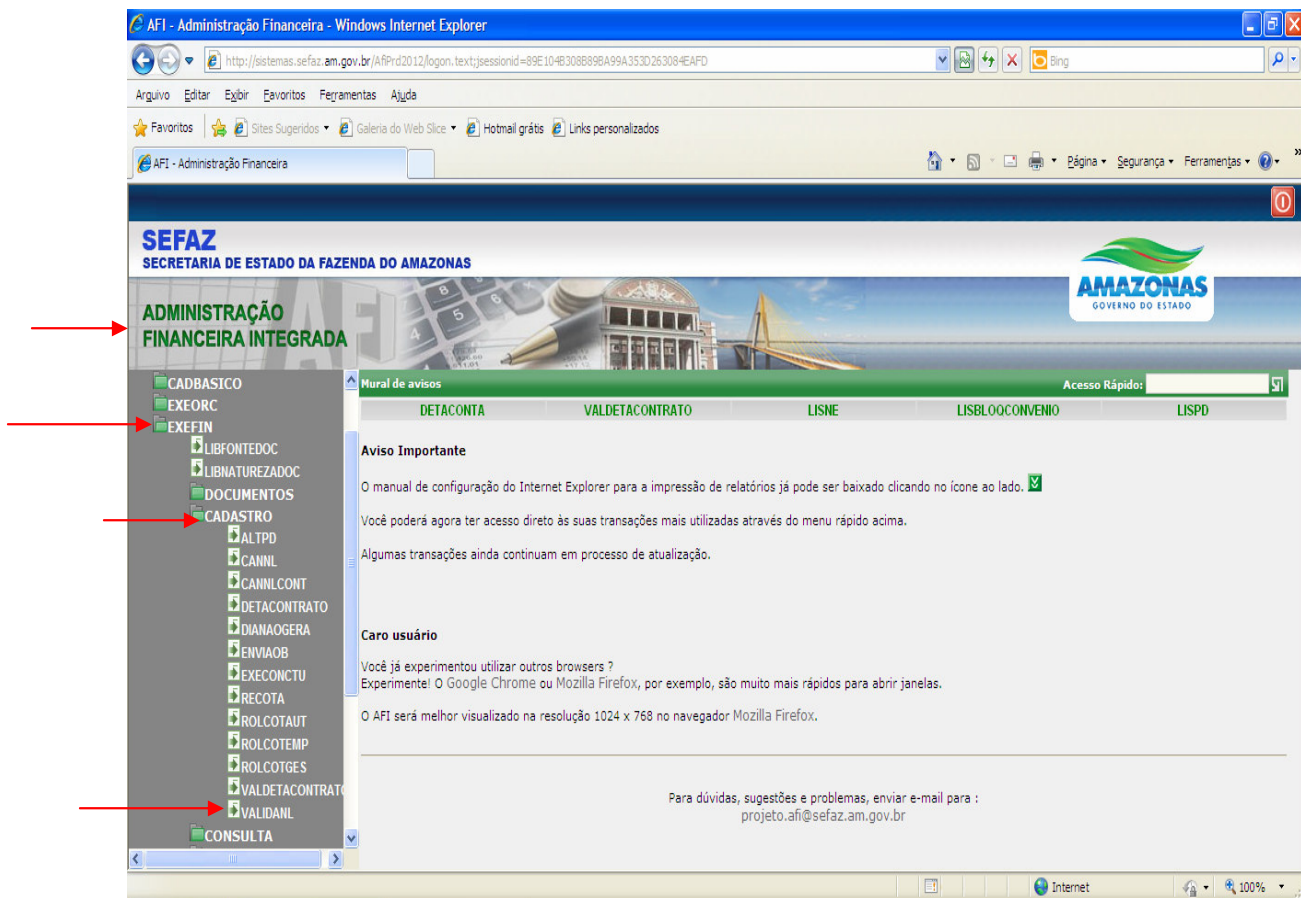 AFI - Administração Financeira - Windows Internet Explorer
http://sistemas.sefaz.am.gov.br/AfiPrd2012/logon.text;jsessionid=89E104B308B89BA99A353D263084EAFD
Bing
Arquivo Editar Exibir Favoritos Ferramentas Ajuda
Favoritos Sites Sugeridos Galeria do Web Slice Hotmail grátis Links personalizados
AFI - Administração Financeira
Página Segurança Ferramentas »
SEFAZ
SECRETARIA DE ESTADO DA FAZENDA DO AMAZONAS
AMAZONAS
GOVERNO DO ESTADO
ADMINISTRAÇÃO
FINANCEIRA INTEGRADA
CADBASICO
EXEORC
EXEFIN
LIBFONTEDOC
LIBNATUREZADOC
DOCUMENTOS
CADASTRO
ALTPD
CANNL
CANNLCONT
DETACONTRATO
DIANAOGERA
ENVIAOB
EXECONCTU
RECOTA
ROLCOTAUT
ROLCOTEMP
ROLCOTGES
VALDETACONTRATO
VALIDANL
CONSULTA
Mural de avisos
Acesso Rápido:
DETACONTA VALDETACONTRATO LISNE LISBLOQCONVENIO LISPD
Aviso Importante
O manual de configuração do Internet Explorer para a impressão de relatórios já pode ser baixado clicando no ícone ao lado.
Você poderá agora ter acesso direto às suas transações mais utilizadas através do menu rápido acima.
Algumas transações ainda continuam em processo de atualização.
Caro usuário
Você já experimentou utilizar outros browsers ?
Experimente! O Google Chrome ou Mozilla Firefox, por exemplo, são muito mais rápidos para abrir janelas.
O AFI será melhor visualizado na resolução 1024 x 768 no navegador Mozilla Firefox.
Para dúvidas, sugestões e problemas, enviar e-mail para :
projeto.afi@sefaz.am.gov.br
Internet
100%